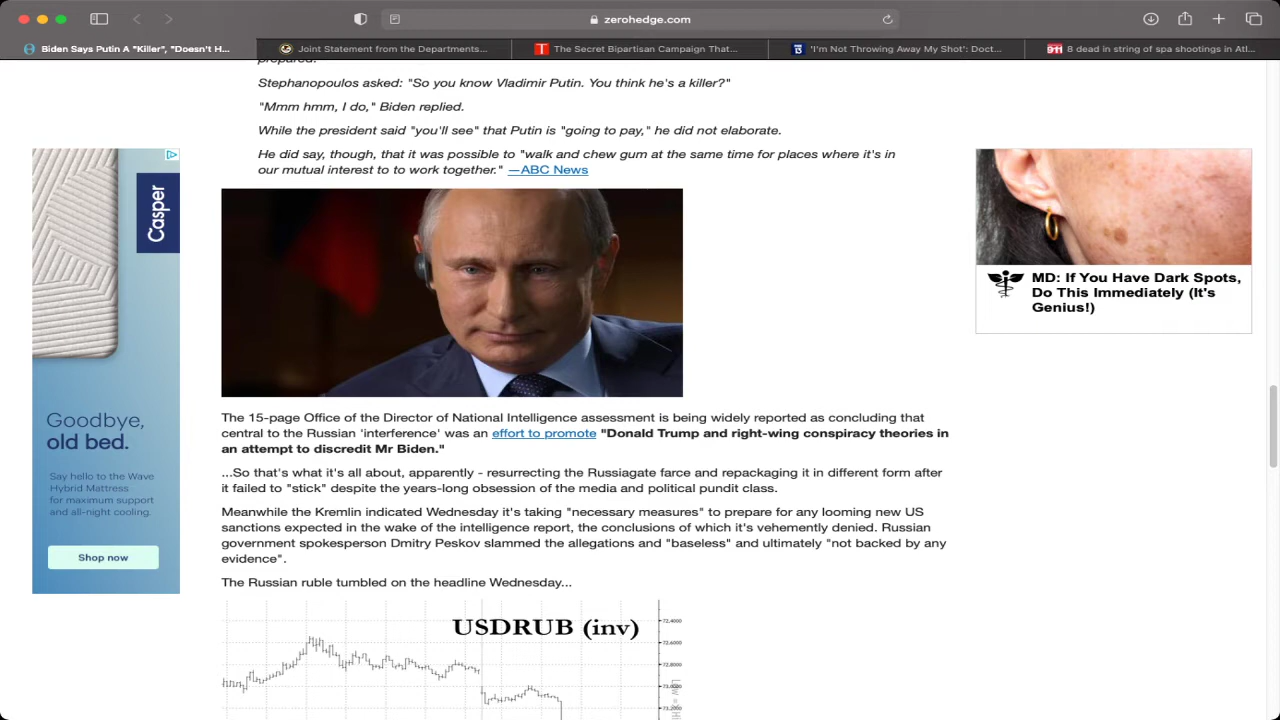 zerohedge.com
Biden Says Putin A "Killer", "Doesn't H...
Joint Statement from the Departments...
The Secret Bipartisan Campaign That...
'I'm Not Throwing Away My Shot': Doct...
8 dead in string of spa shootings in Atl...
prepared.
Stephanopoulos asked: "So you know Vladimir Putin. You think he's a killer?"
"Mmm hmm, I do," Biden replied.
While the president said "you'll see" that Putin is "going to pay," he did not elaborate.
He did say, though, that it was possible to "walk and chew gum at the same time for places where it's in
our mutual interest to to work together." —ABC News
Casper
Goodbye,
old bed.
Say hello to the Wave
Hybrid Mattress:
for maximum support
and all-night cooling.
Shop now
MD: If You Have Dark Spots,
Do This Immediately (It's
Genius!)
The 15-page Office of the Director of National Intelligence assessment is being widely reported as concluding that
central to the Russian 'interference' was an effort to promote "Donald Trump and right-wing conspiracy theories in
an attempt to discredit Mr Biden."
...So that's what it's all about, apparently - resurrecting the Russiagate farce and repackaging it in different form after
it failed to "stick" despite the years-long obsession of the media and political pundit class.
Meanwhile the Kremlin indicated Wednesday it's taking "necessary measures" to prepare for any looming new US
sanctions expected in the wake of the intelligence report, the conclusions of which it's vehemently denied. Russian
government spokesperson Dmitry Peskov slammed the allegations and "baseless" and ultimately "not backed by any
evidence".
The Russian ruble tumbled on the headline Wednesday...
USDRUB (inv)
72.4000
72.6000
72.8000
73.0000
73.2000